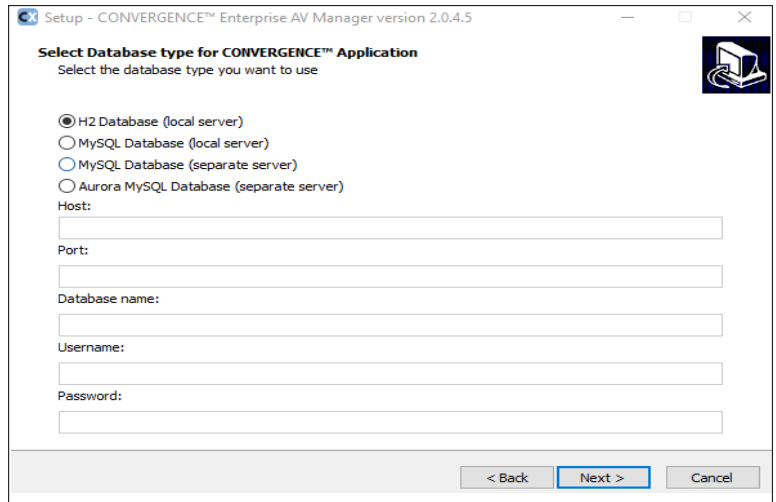 CX Setup - CONVERGENCE™ Enterprise AV Manager version 2.0.4.5
Select Database type for CONVERGENCE™ Application
Select the database type you want to use
H2 Database (local server)
MySQL Database (local server)
MySQL Database (separate server)
Aurora MySQL Database (separate server)
Host:
Port:
Database name:
Username:
Password:
< Back Next > Cancel